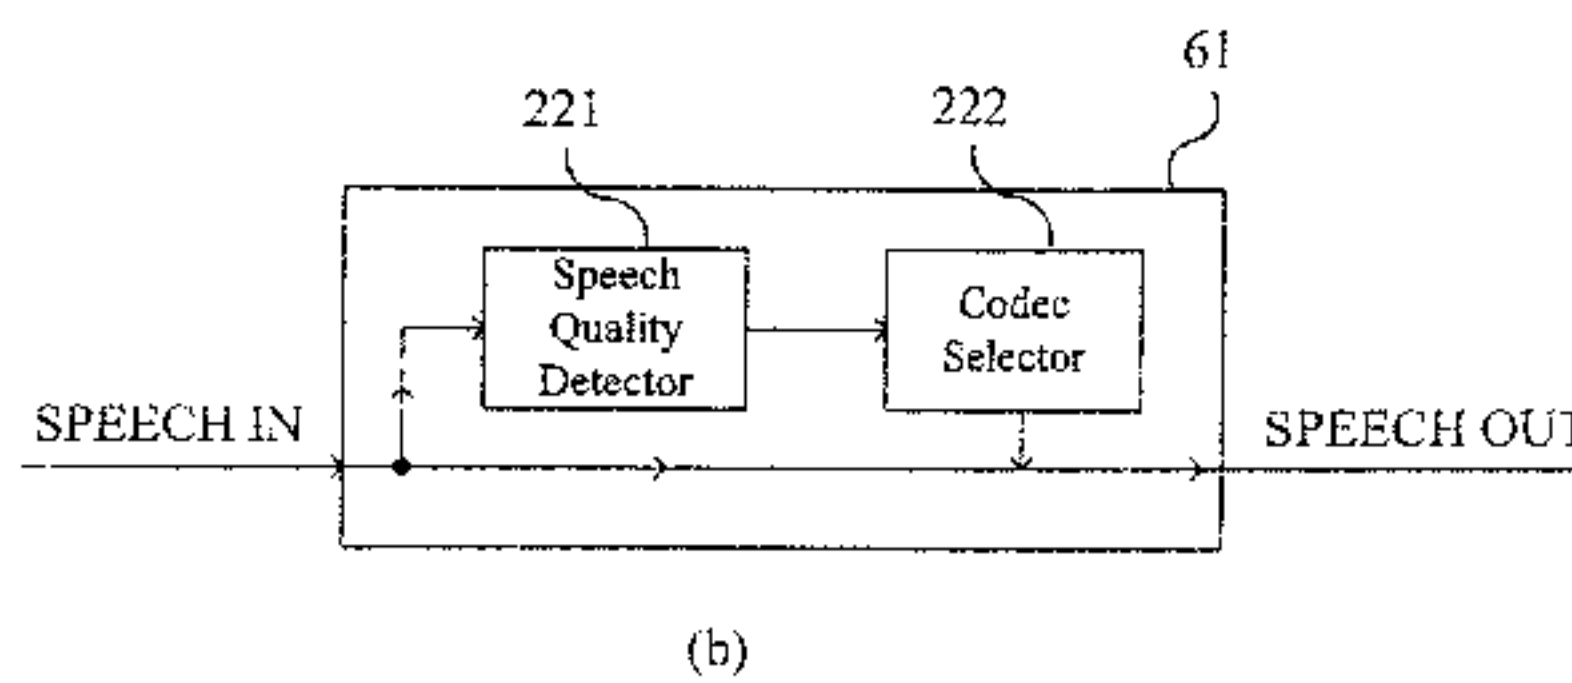 61
221
222
Speech
Quality
Detector
Codec
Selector
SPEECH IN
SPEECH OUT
(b)